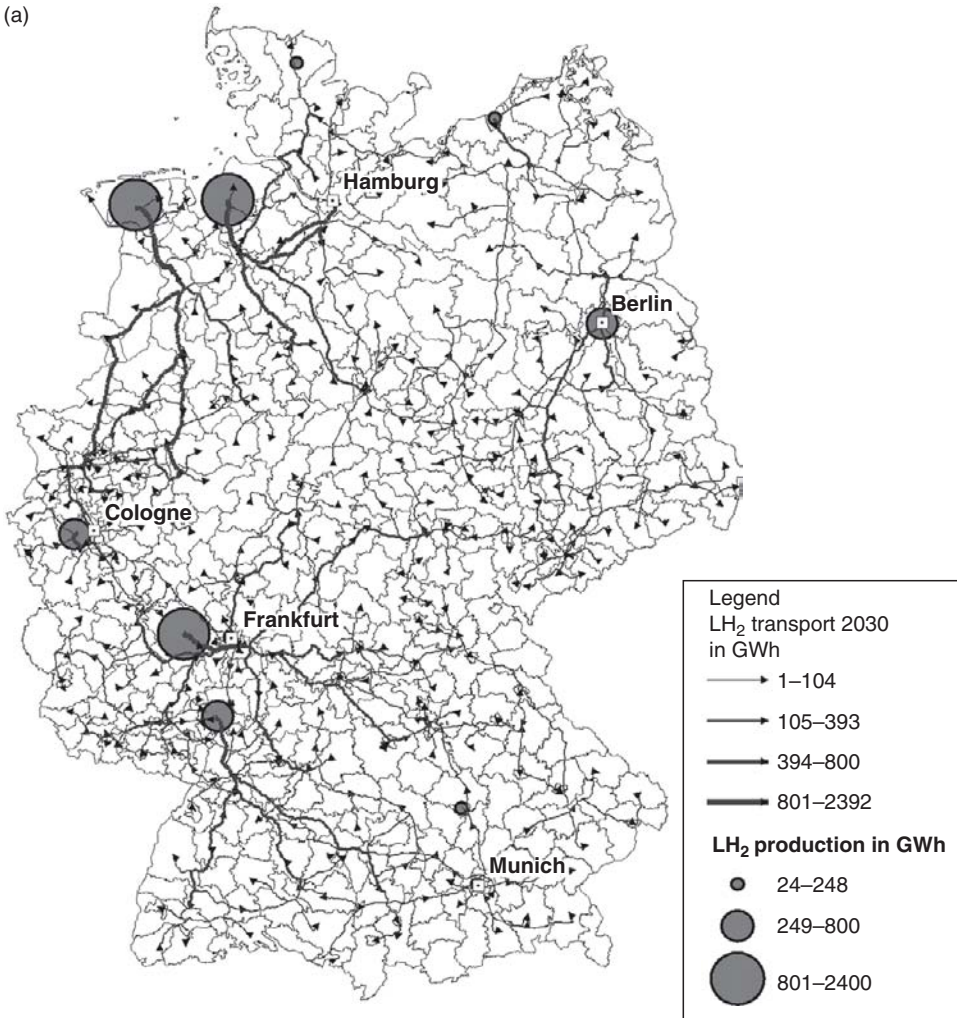 (a)
Hamburg
Berlin
Cologne
Frankfurt
Munich
Legend
LH₂ transport 2030
in GWh
1–104
105–393
394–800
801–2392
LH₂ production in GWh
24–248
249–800
801–2400